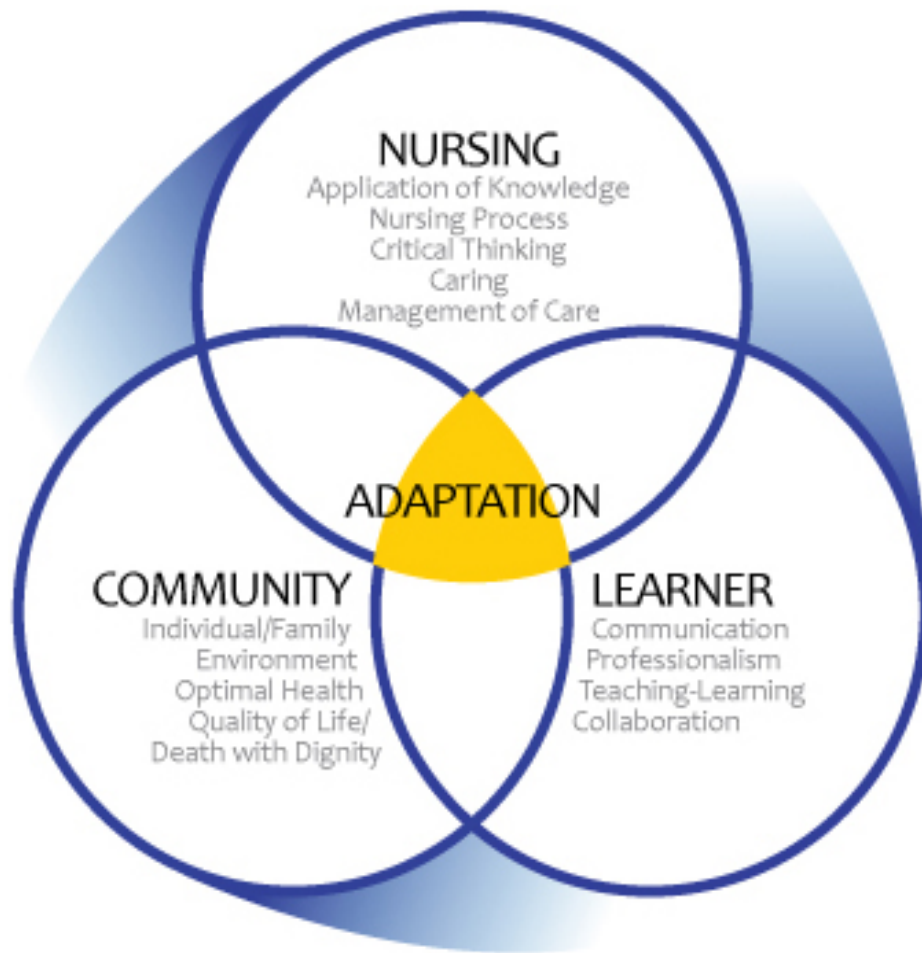 NURSING
Application of Knowledge
Nursing Process
Critical Thinking
Caring
Management of Care
ADAPTATION
COMMUNITY
Individual/Family
Environment
Optimal Health
Quality of Life/
Death with Dignity
LEARNER
Communication
Professionalism
Teaching-Learning
Collaboration